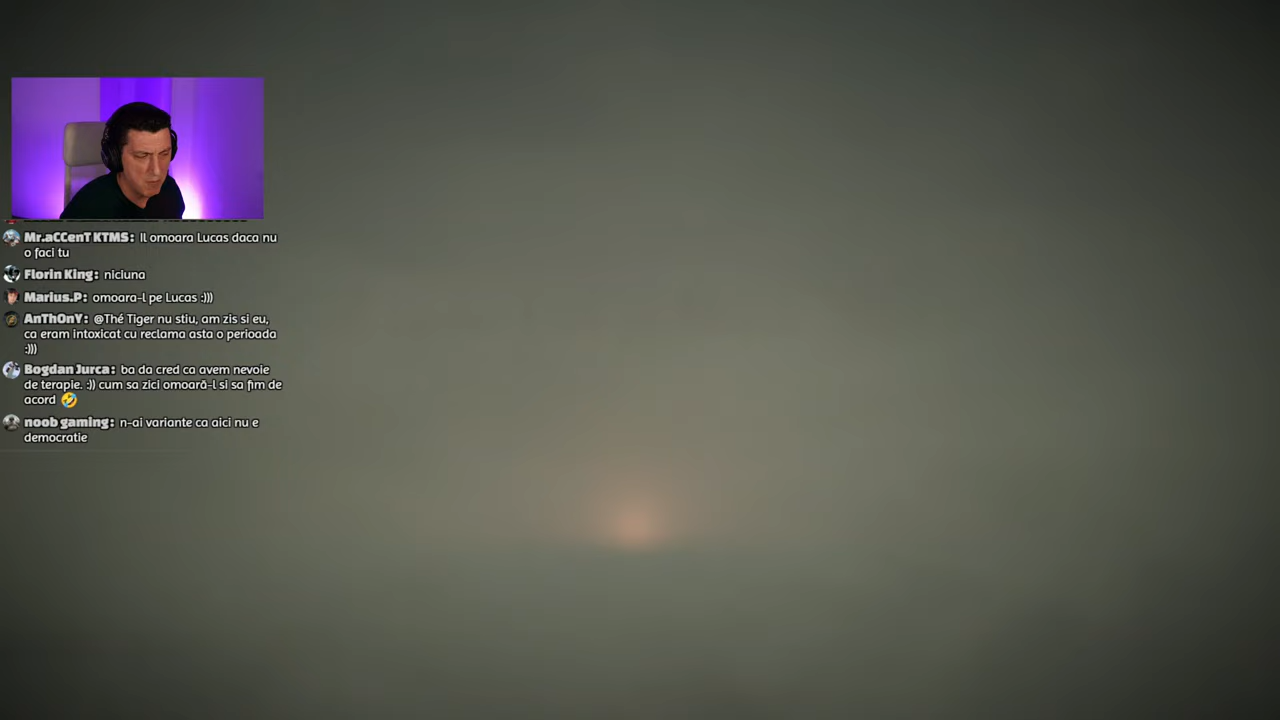 Mr.aCCenT KTMS: Il omoara Lucas daca nu
o faci tu
Florin King: niciuna
Marius.P: omoara-l pe Lucas :)))
AnThOnY: @Thé Tiger nu stiu, am zis si eu,
ca eram intoxicat cu reclama asta o perioada
:)))
Bogdan Jurca: ba da cred ca avem nevoie
de terapie. :)) cum sa zici omoară-l si sa fim de
acord 🤣
noob gaming: n-ai variante ca aici nu e
democratie